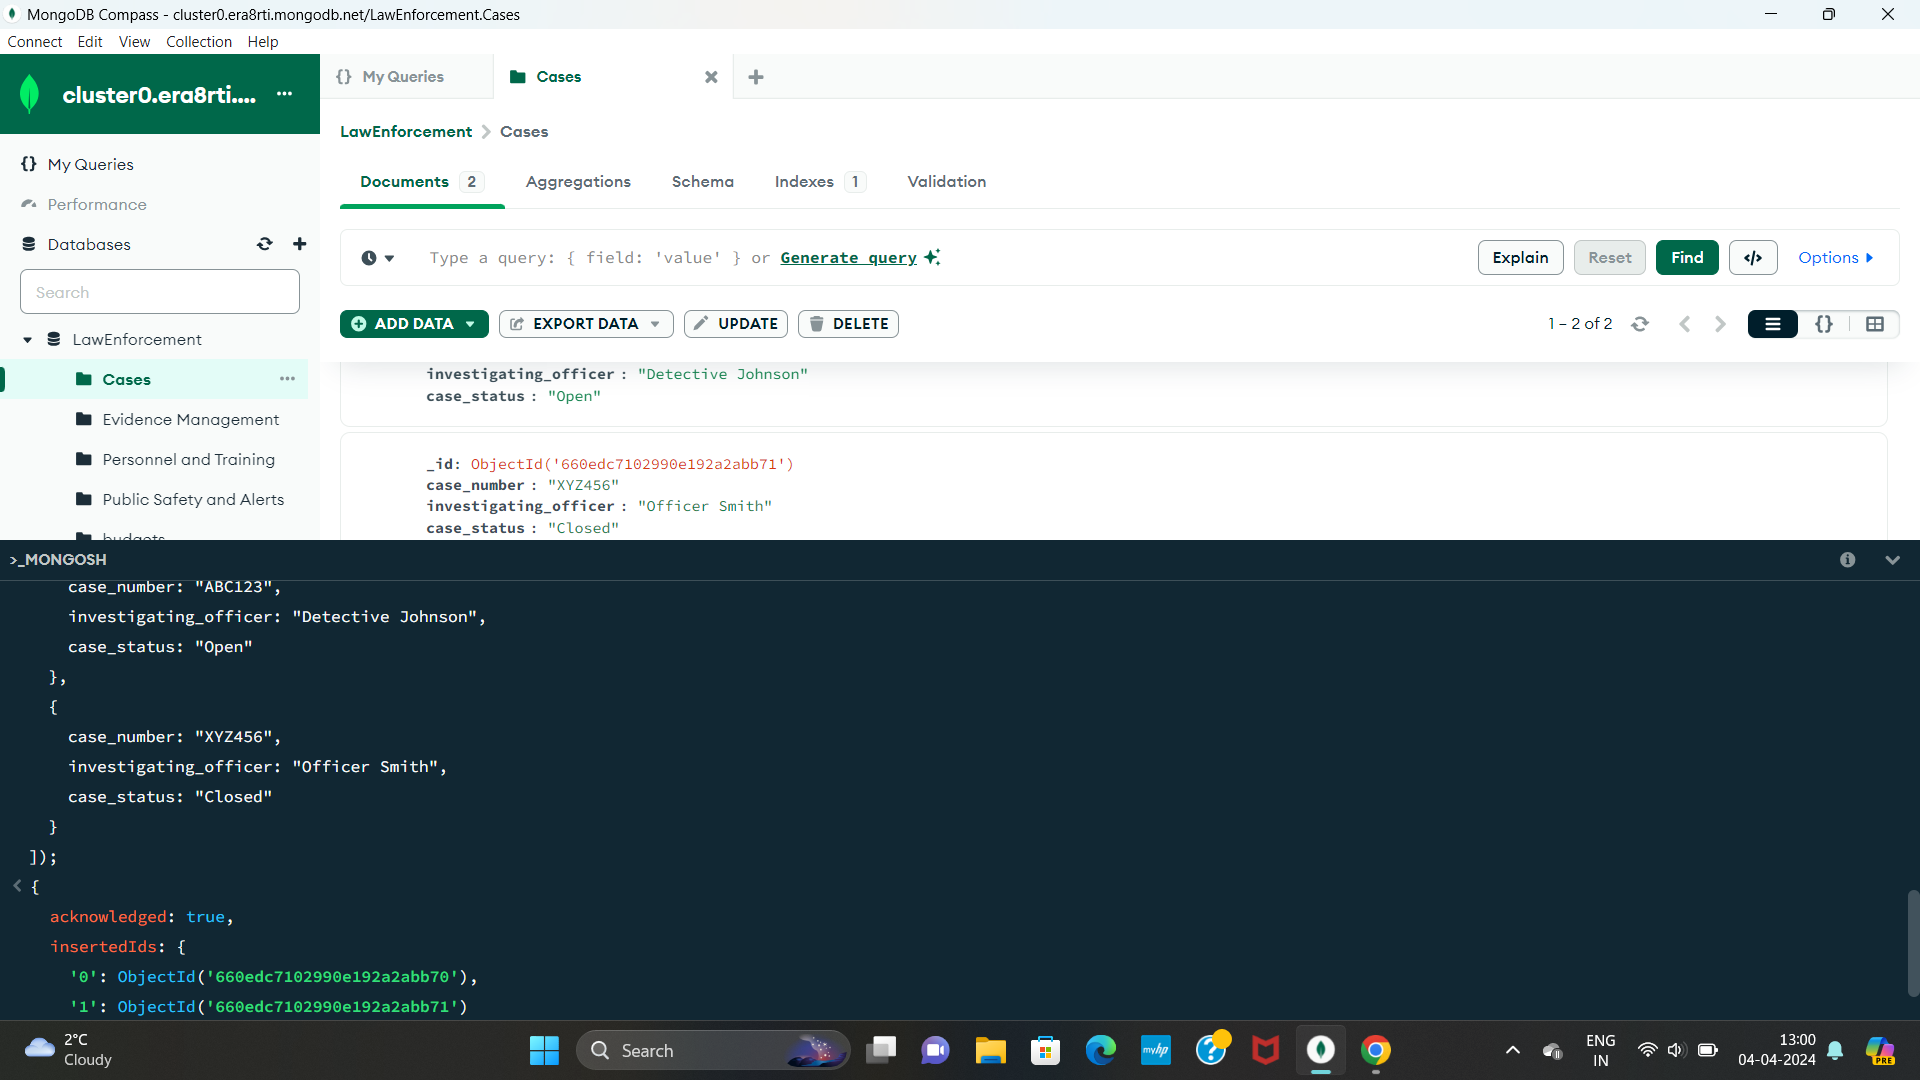 MongoDB Compass - cluster0.era8rti.mongodb.net/LawEnforcement.Cases
Connect Edit View Collection Help
cluster0.era8rti.... ...
{} My Queries
Cases
My Queries
Performance
Databases
Search
LawEnforcement
Cases
Evidence Management
Personnel and Training
Public Safety and Alerts
budgets
LawEnforcement > Cases
Documents 2 Aggregations Schema Indexes 1 Validation
Type a query: { field: 'value' } or Generate query
Explain Reset Find </> Options
ADD DATA EXPORT DATA UPDATE DELETE
1 – 2 of 2
{}
investigating_officer : "Detective Johnson"
case_status : "Open"
_id: ObjectId('660edc7102990e192a2abb71')
case_number : "XYZ456"
investigating_officer : "Officer Smith"
case_status : "Closed"
>_MONGOSH
case_number: "ABC123",
investigating_officer: "Detective Johnson",
case_status: "Open"
},
{
case_number: "XYZ456",
investigating_officer: "Officer Smith",
case_status: "Closed"
}
]);
< {
acknowledged: true,
insertedIds: {
'0': ObjectId('660edc7102990e192a2abb70'),
'1': ObjectId('660edc7102990e192a2abb71')
2°C
Cloudy
Search
myhp
ENG
IN
13:00
04-04-2024
PRE